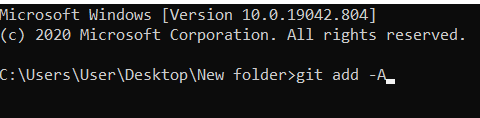 Microsoft Windows [Version 10.0.19042.804]
(c) 2020 Microsoft Corporation. All rights reserved.
C:\Users\User\Desktop\New folder>git add -A